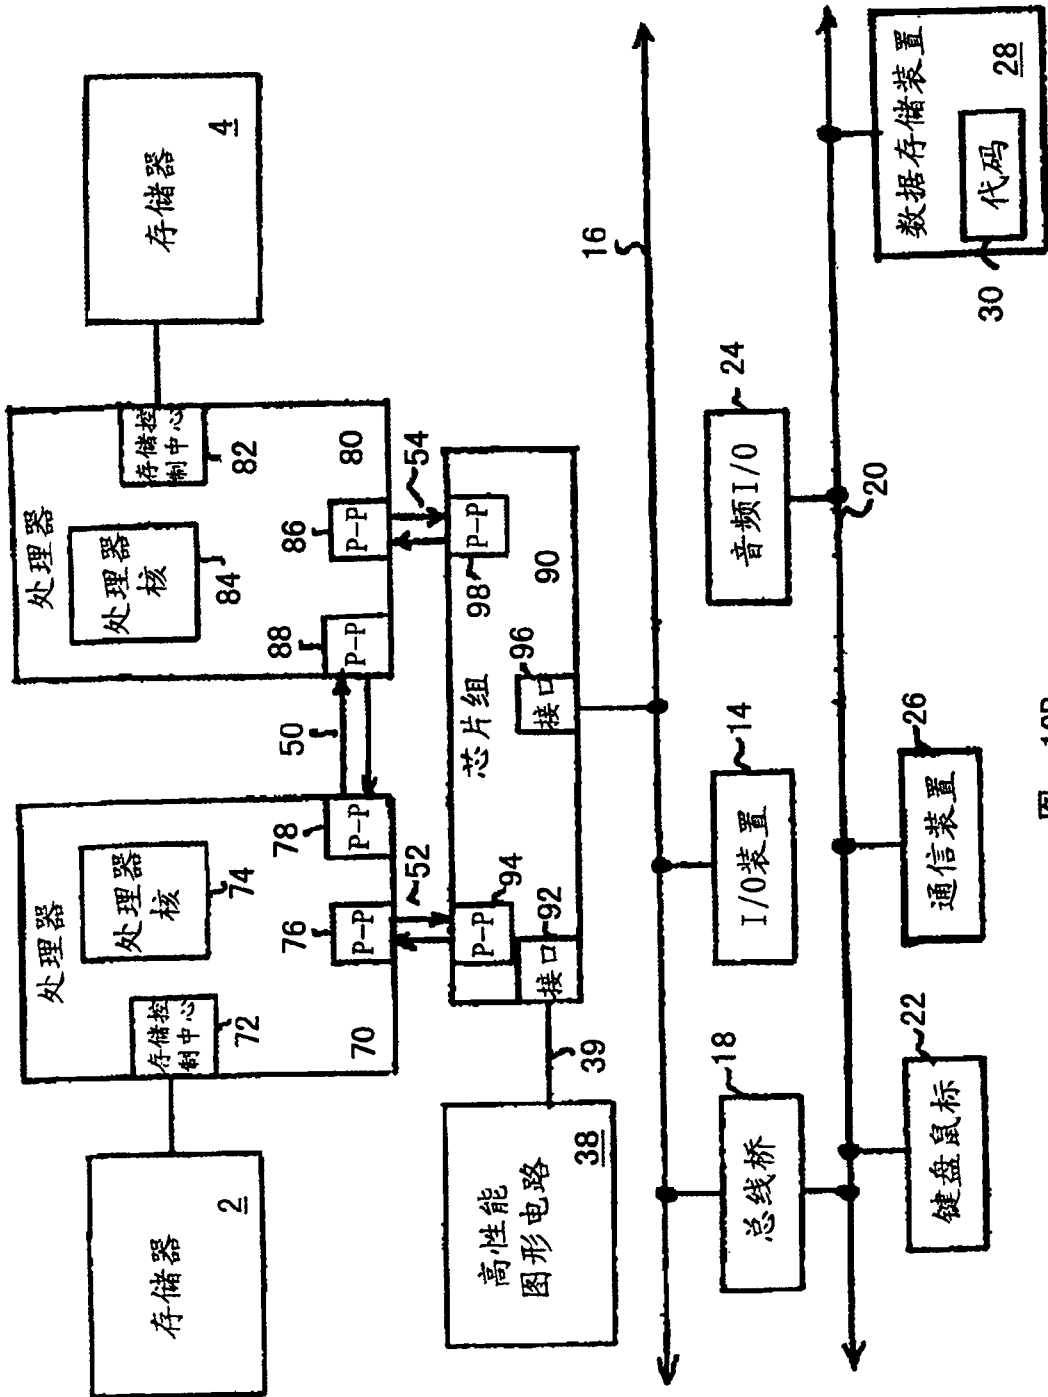 存储器
2
处理器
处理器
核
74
存储控
制中心
72
70
76
P-P
78
P-P
50
处理器
处理器
核
84
存储控
制中心
82
80
88
P-P
86
P-P
存储器
4
52
54
高性能
图形电路
38
39
芯片组
P-P
94
接口
92
接口
96
P-P
98
90
16
总线桥
18
I/O装置
14
音频I/O
24
20
键盘鼠标
22
通信装置
26
数据存储装置
代码
28
30
图